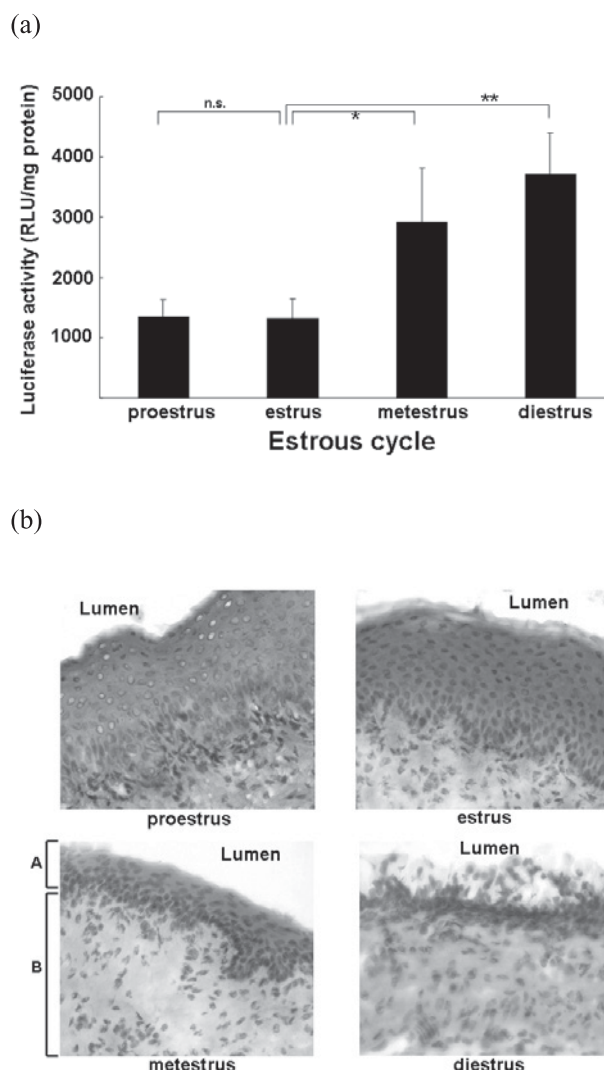 (a)
Luciferase activity (RLU/mg protein)
5000
4000
3000
2000
1000
n.s.
*
**
proestrus estrus metestrus diestrus
Estrous cycle
(b)
Lumen
proestrus
Lumen
estrus
A
B
Lumen
metestrus
Lumen
diestrus